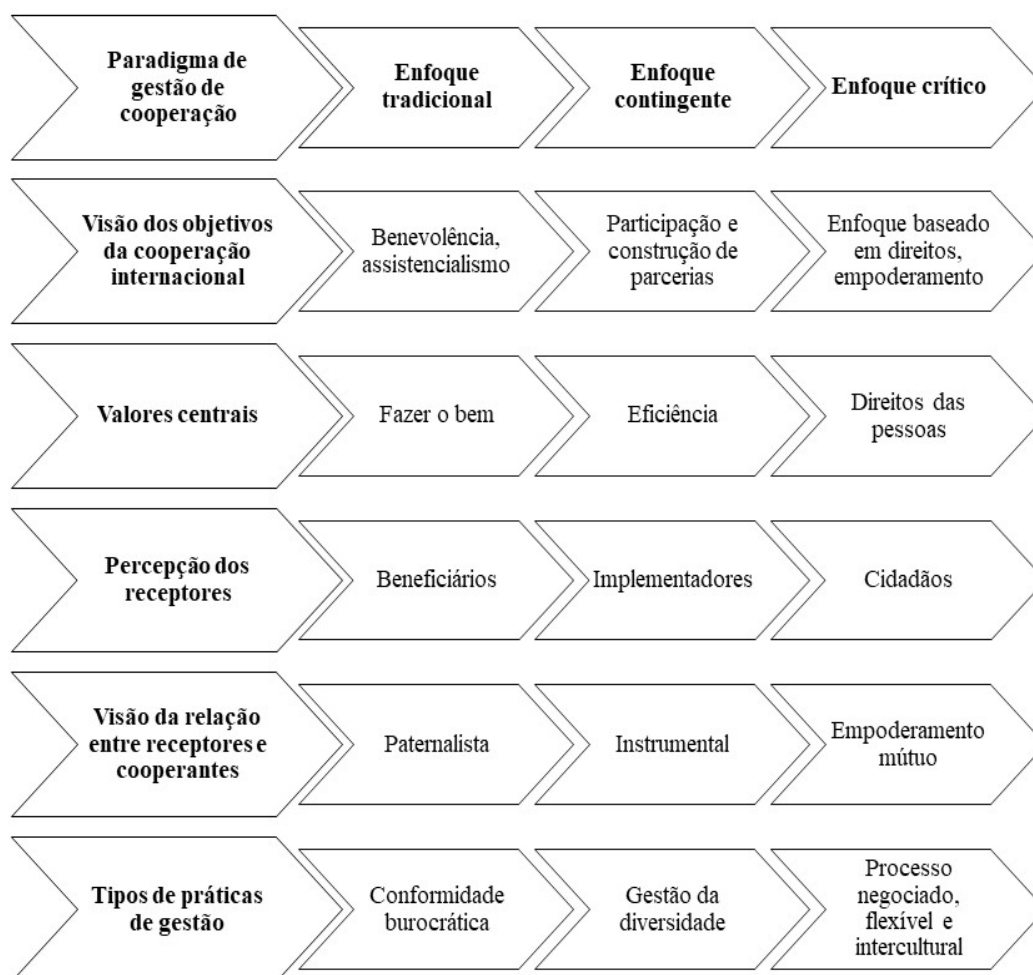 Paradigma de
gestão de
cooperação
Enfoque
tradicional
Enfoque
contingente
Enfoque crítico
Visão dos objetivos
da cooperação
internacional
Benevolência,
assistencialismo
Participação e
construção de
parcerias
Enfoque baseado
em direitos,
empoderamento
Valores centrais
Fazer o bem
Eficiência
Direitos das
pessoas
Percepção dos
receptores
Beneficiários
Implementadores
Cidadãos
Visão da relação
entre receptores e
cooperantes
Paternalista
Instrumental
Empoderamento
mútuo
Tipos de práticas
de gestão
Conformidade
burocrática
Gestão da
diversidade
Processo
negociado,
flexível e
intercultural